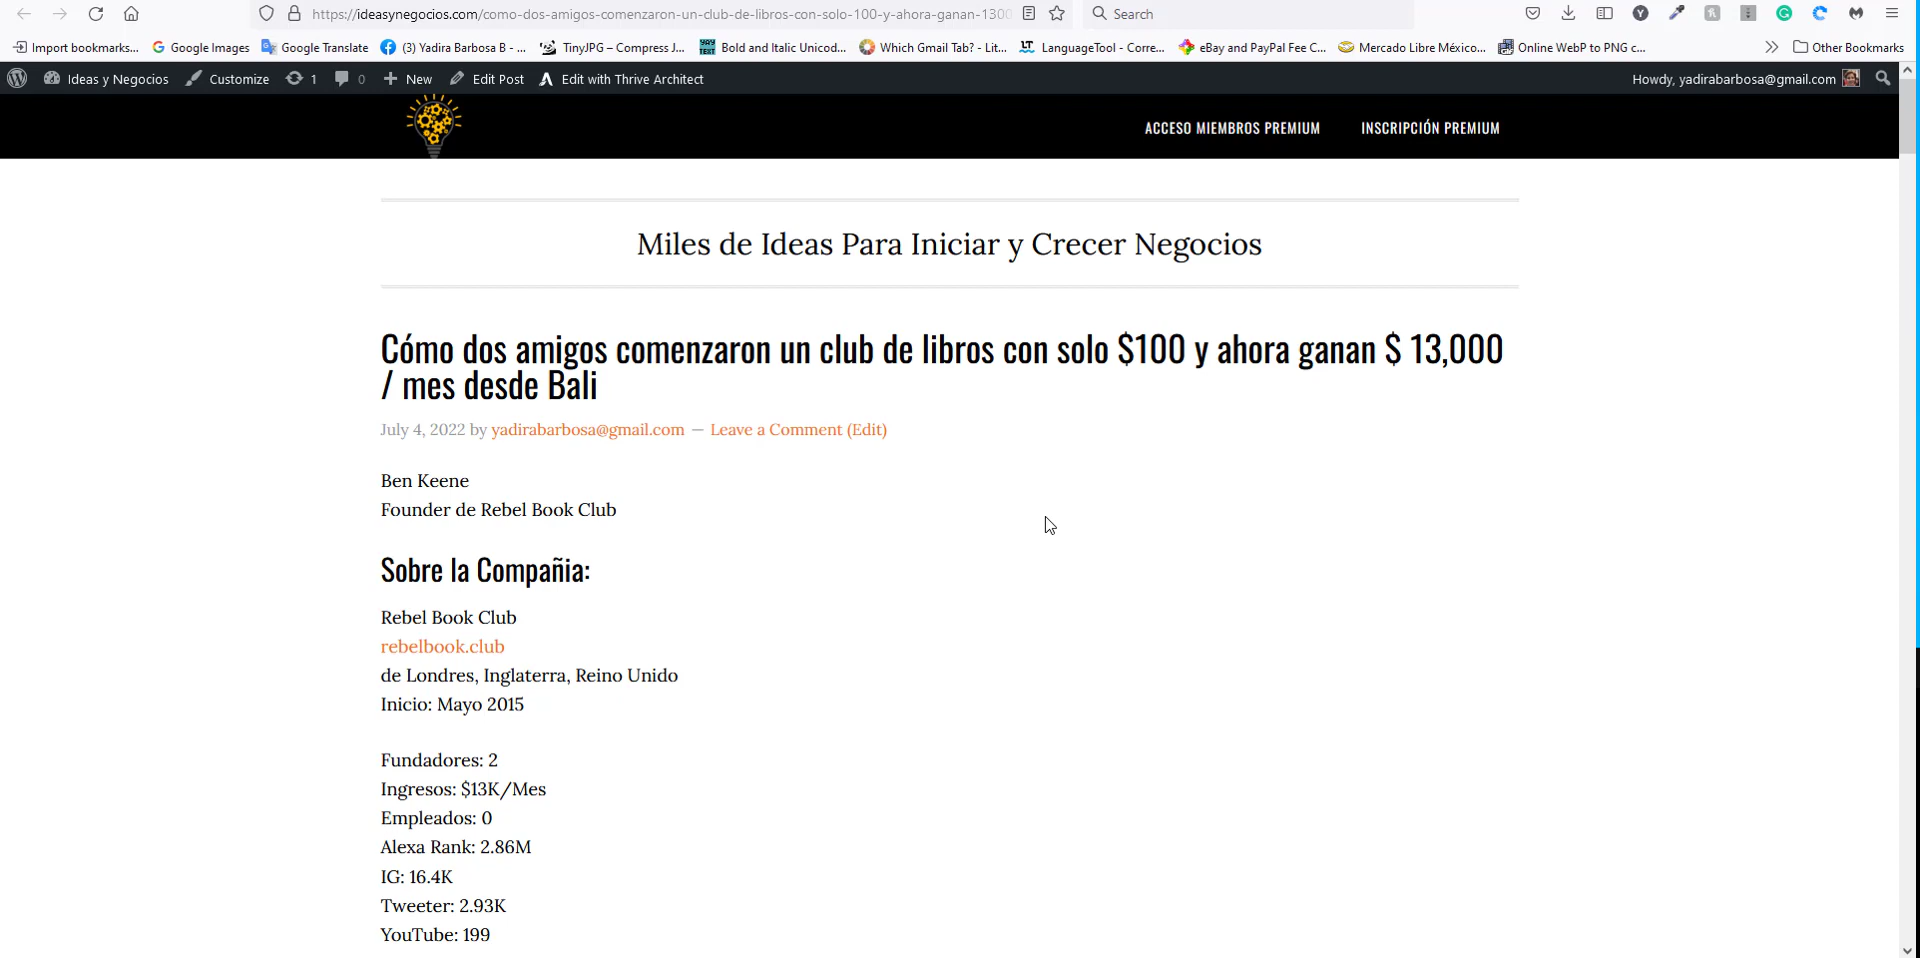 https://ideasynegocios.com/como-dos-amigos-comenzaron-un-club-de-libros-con-solo-100-y-ahora-ganan-1300
Search
Import bookmarks...
Google Images
Google Translate
(3) Yadira Barbosa B - ...
TinyJPG – Compress J...
Bold and Italic Unicod...
Which Gmail Tab? - Lit...
LanguageTool - Corre...
eBay and PayPal Fee C...
Mercado Libre México...
Online WebP to PNG c...
Other Bookmarks
Ideas y Negocios
Customize
1
0
New
Edit Post
Edit with Thrive Architect
Howdy, yadirabarbosa@gmail.com
ACCESO MIEMBROS PREMIUM
INSCRIPCIÓN PREMIUM
Miles de Ideas Para Iniciar y Crecer Negocios
Cómo dos amigos comenzaron un club de libros con solo $100 y ahora ganan $ 13,000
/ mes desde Bali
July 4, 2022 by yadirabarbosa@gmail.com — Leave a Comment (Edit)
Ben Keene
Founder de Rebel Book Club
Sobre la Compañia:
Rebel Book Club
rebelbook.club
de Londres, Inglaterra, Reino Unido
Inicio: Mayo 2015
Fundadores: 2
Ingresos: $13K/Mes
Empleados: 0
Alexa Rank: 2.86M
IG: 16.4K
Tweeter: 2.93K
YouTube: 199